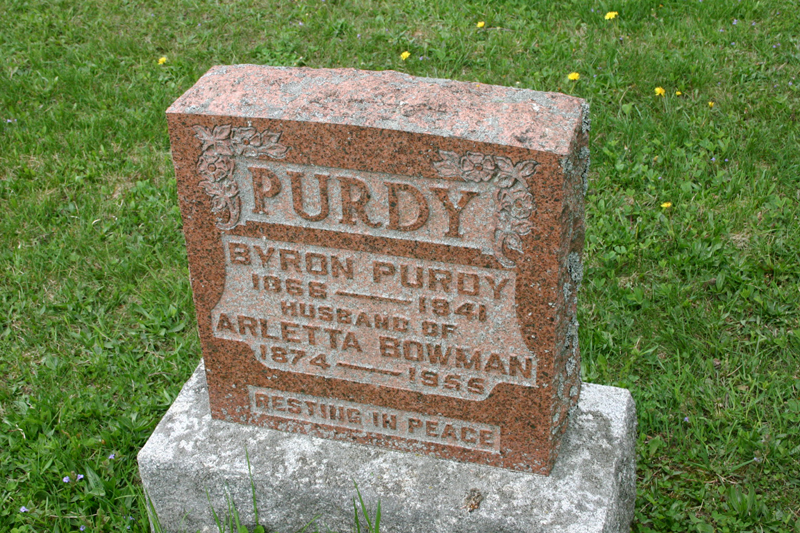 PURDY
BYRON PURDY
1866 — 1941
HUSBAND OF
ARLETTA BOWMAN
1874 — 1955
RESTING IN PEACE